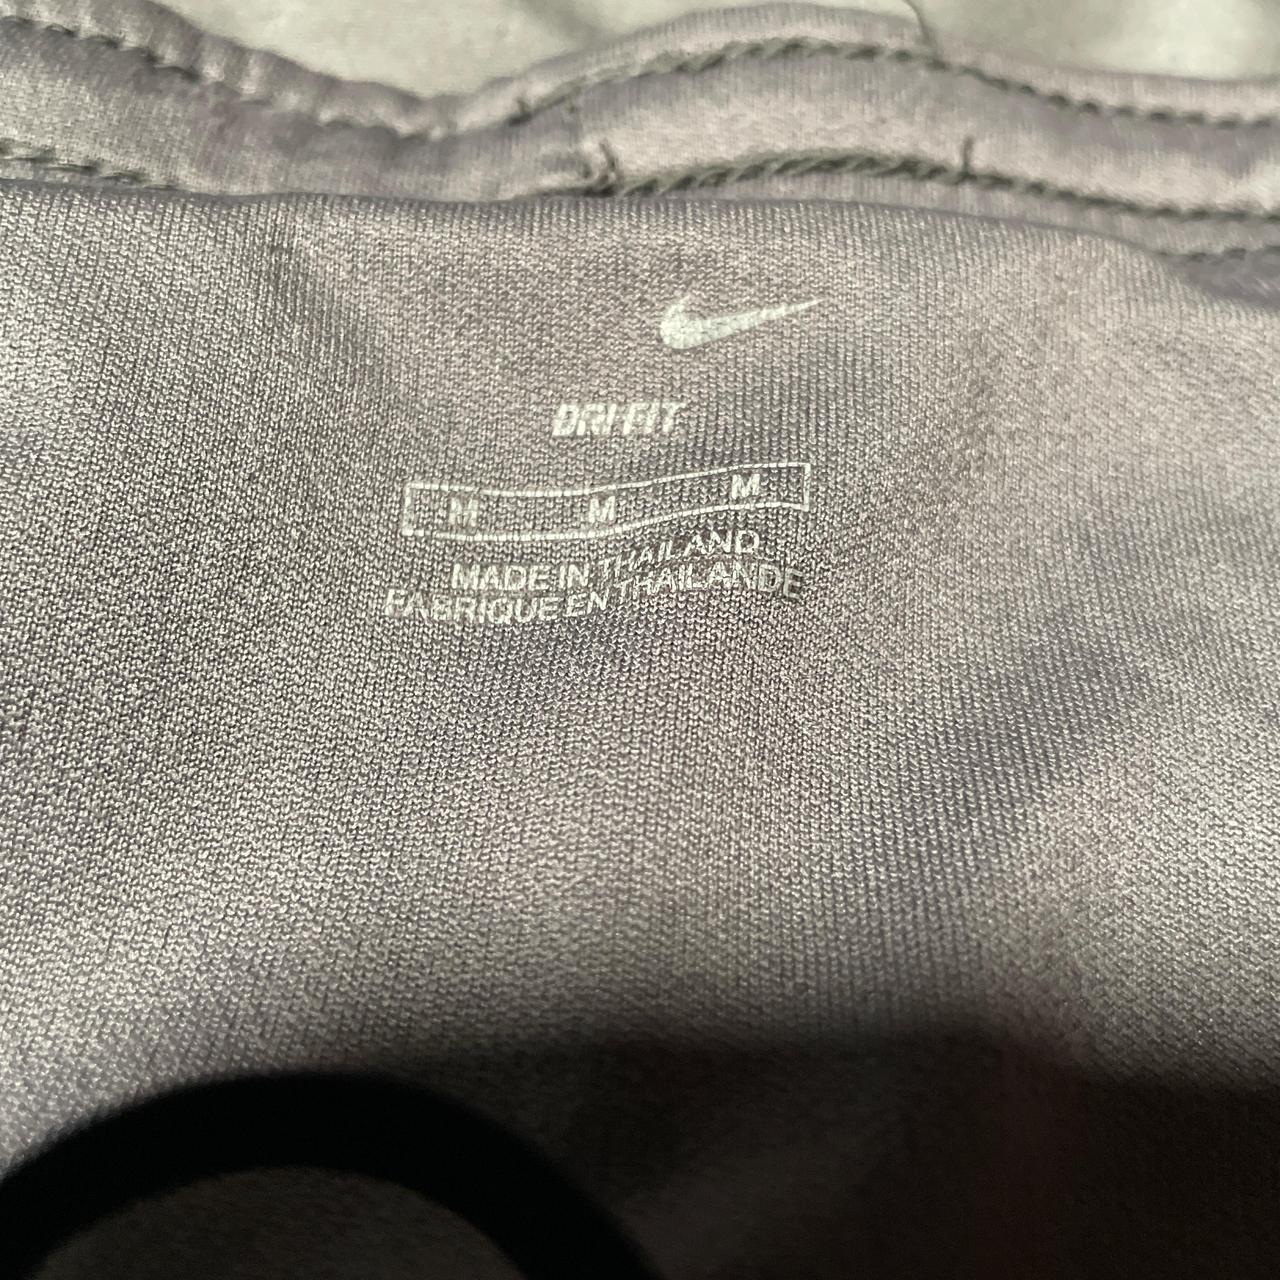 DRI-FIT
M M M
MADE IN THAILAND
FABRIQUE EN THAILANDE